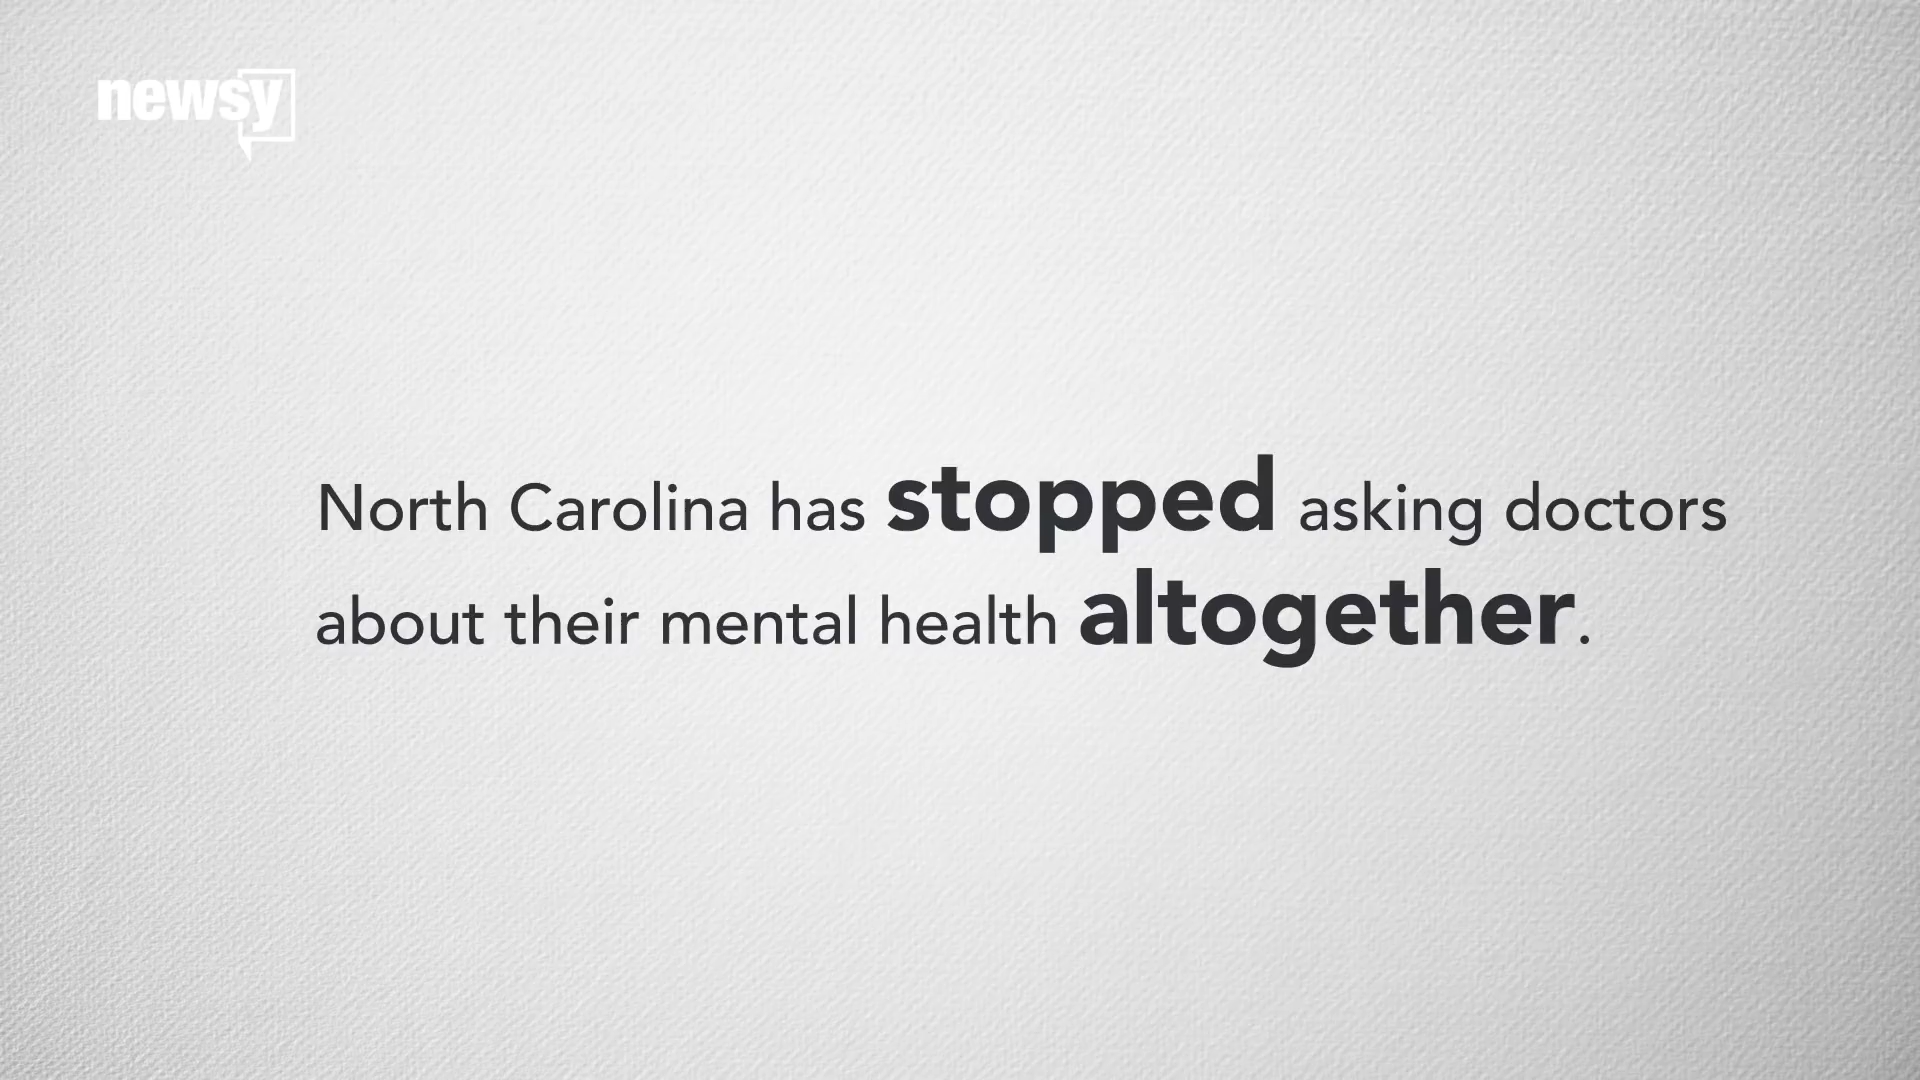 newsy
North Carolina has stopped asking doctors
about their mental health altogether.